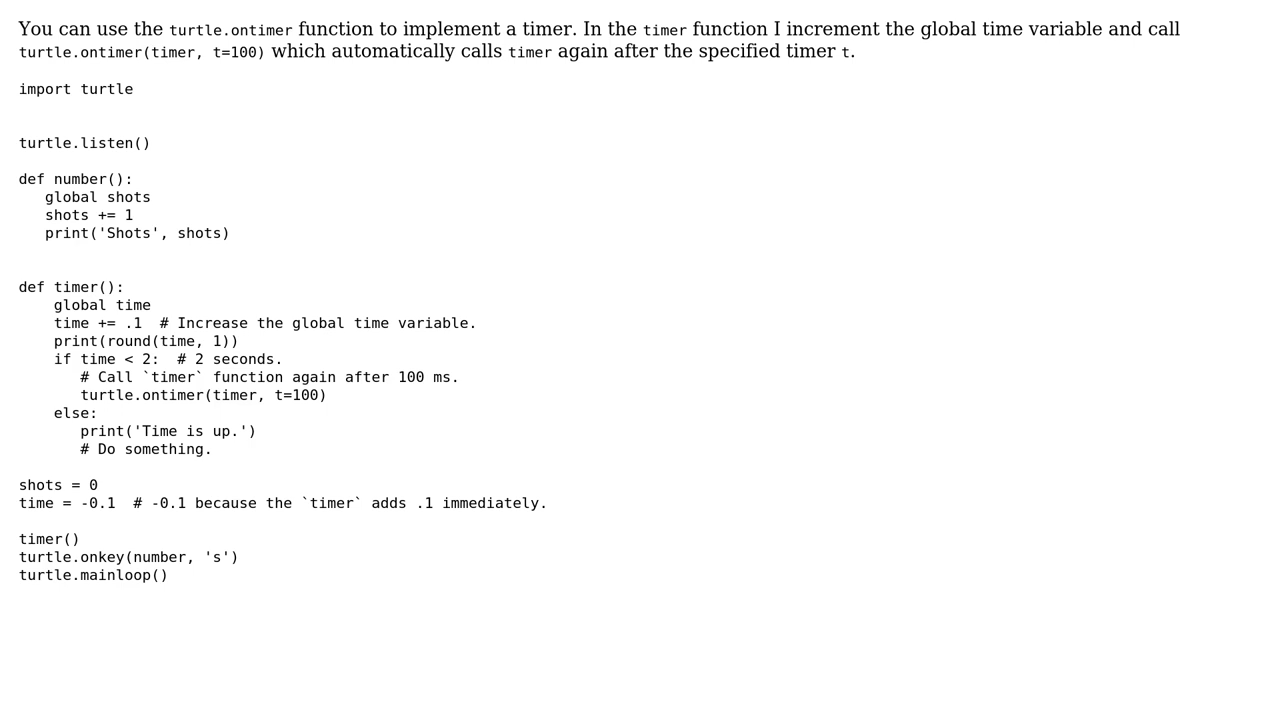 You can use the turtle.ontimer function to implement a timer. In the timer function I increment the global time variable and call
turtle.ontimer(timer, t=100) which automatically calls timer again after the specified timer t.

import turtle


turtle.listen()

def number():
   global shots
   shots += 1
   print('Shots', shots)


def timer():
    global time
    time += .1  # Increase the global time variable.
    print(round(time, 1))
    if time < 2:  # 2 seconds.
       # Call `timer` function again after 100 ms.
       turtle.ontimer(timer, t=100)
    else:
       print('Time is up.')
       # Do something.

shots = 0
time = -0.1  # -0.1 because the `timer` adds .1 immediately.

timer()
turtle.onkey(number, 's')
turtle.mainloop()